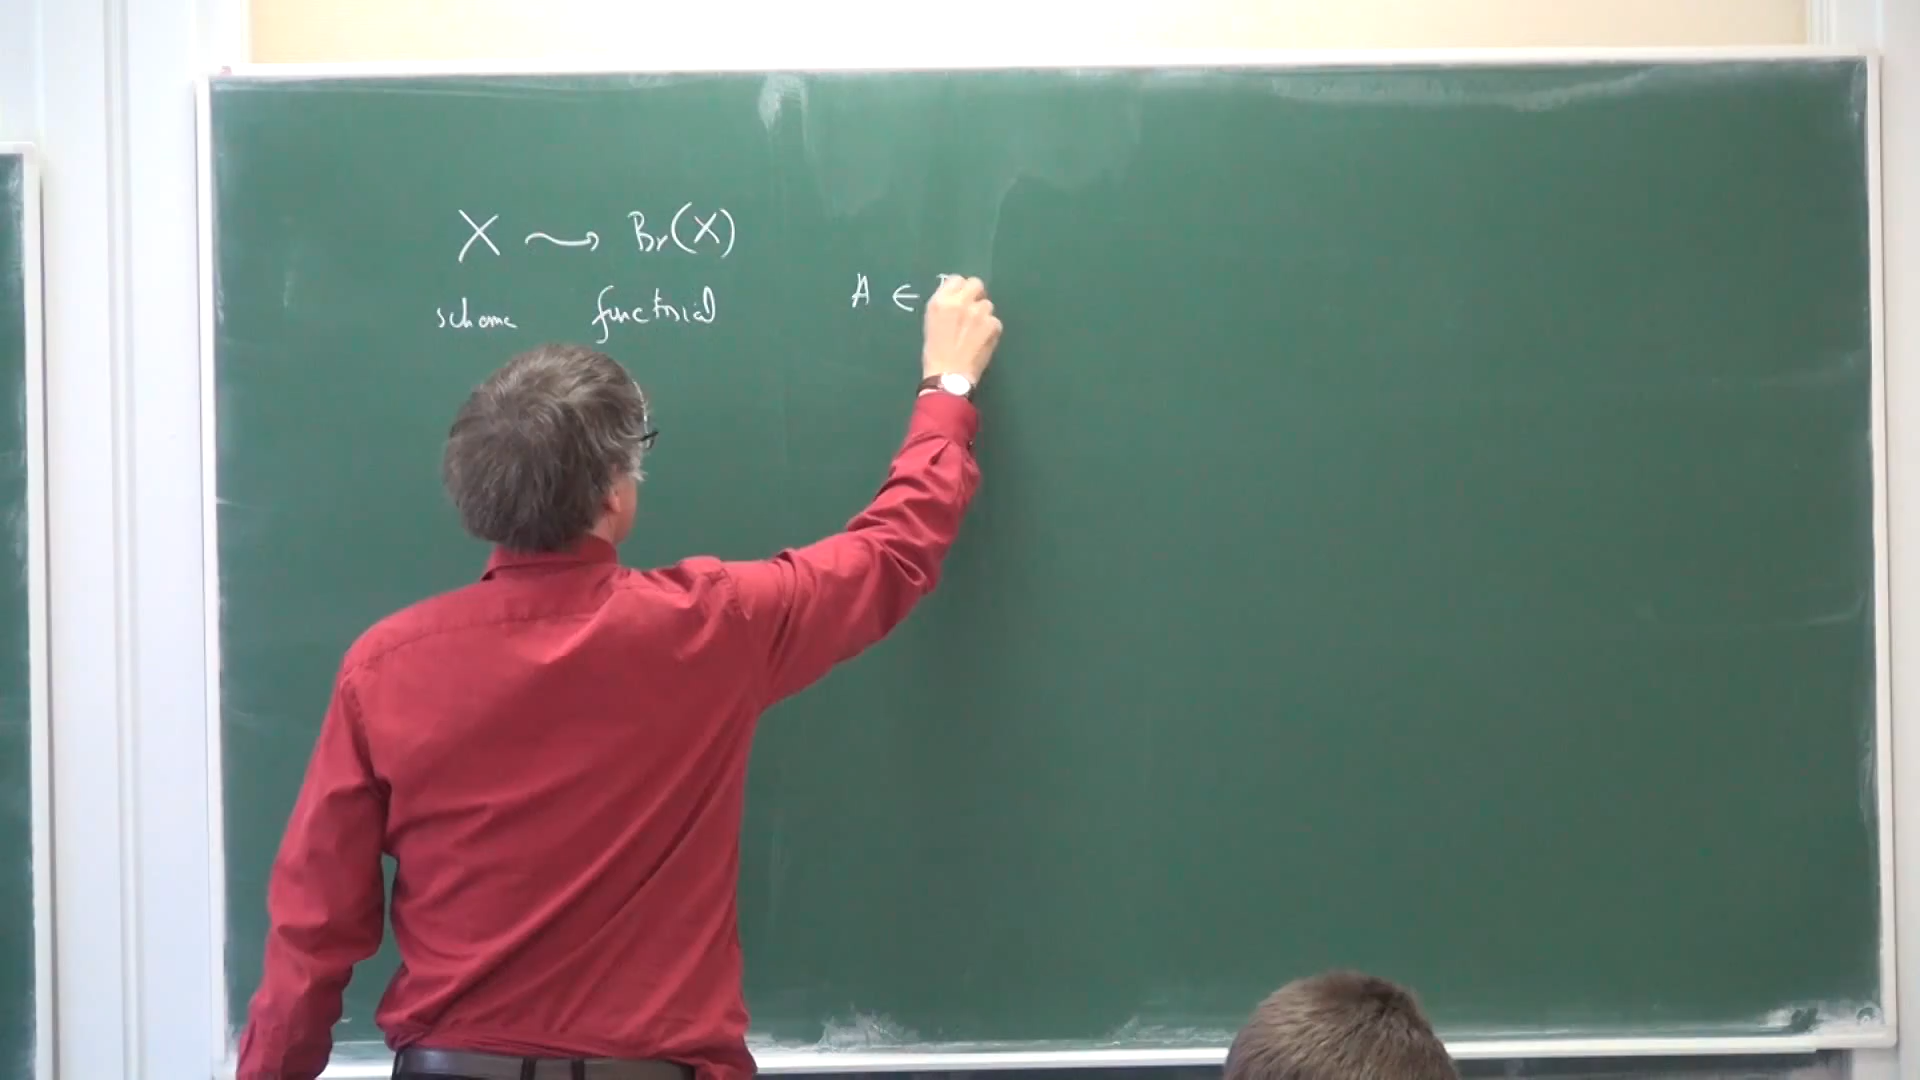 X ⤳ Br(X)
scheme functorial
A ∈